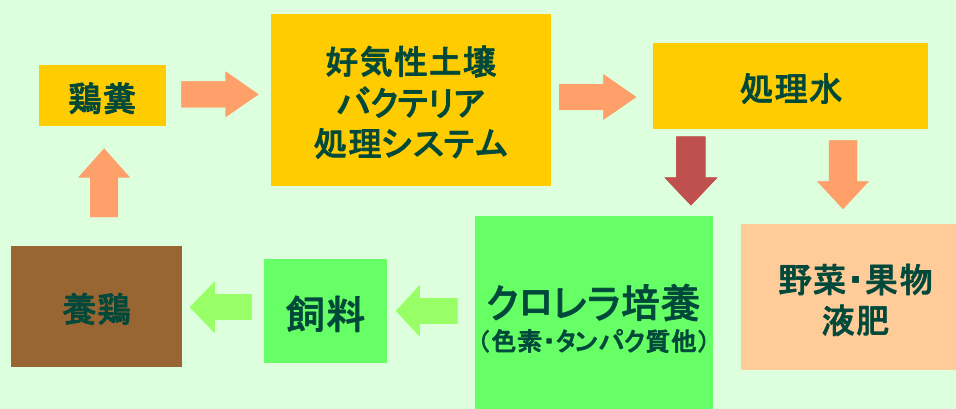 鶏糞
好気性土壌
バクテリア
処理システム
処理水
養鶏
飼料
クロレラ培養
（色素・タンパク質他）
野菜・果物
液肥